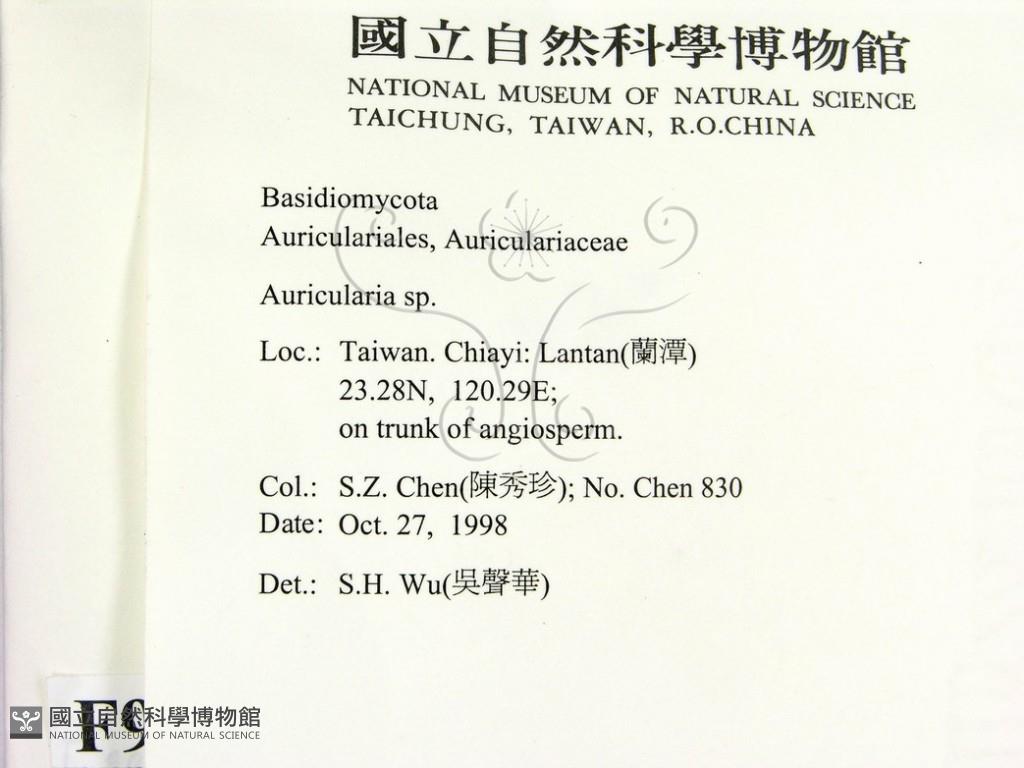 國立自然科學博物館
NATIONAL MUSEUM OF NATURAL SCIENCE
TAICHUNG, TAIWAN, R.O.CHINA
Basidiomycota
Auriculariales, Auriculariaceae
Auricularia sp.
Loc.: Taiwan. Chiayi: Lantan(蘭潭)
23.28N, 120.29E;
on trunk of angiosperm.
Col.: S.Z. Chen(陳秀珍); No. Chen 830
Date: Oct. 27, 1998
Det.: S.H. Wu(吳聲華)
F9
國立自然科學博物館
NATIONAL MUSEUM OF NATURAL SCIENCE